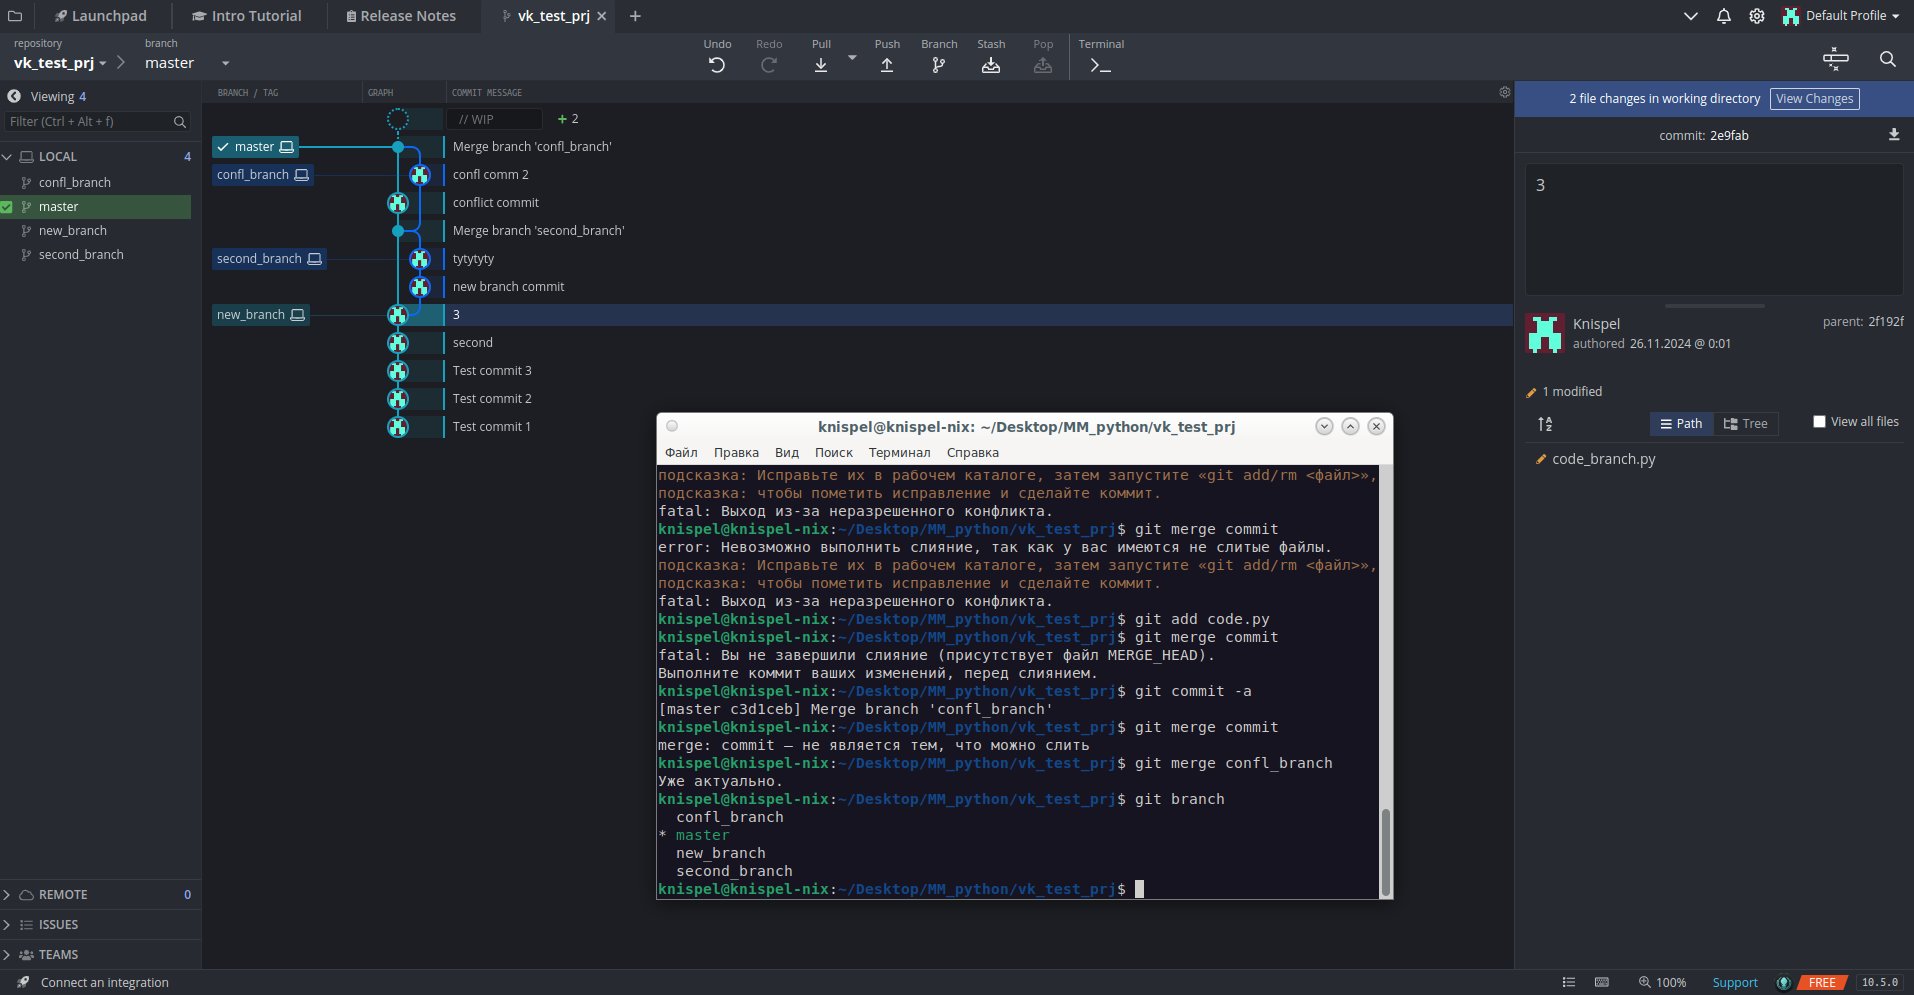 Launchpad
Intro Tutorial
Release Notes
vk_test_prj
Default Profile
repository
vk_test_prj
branch
master
Undo
Redo
Pull
Push
Branch
Stash
Pop
Terminal
Viewing 4
Filter (Ctrl + Alt + f)
LOCAL 4
confl_branch
master
new_branch
second_branch
REMOTE 0
ISSUES
TEAMS
BRANCH / TAG
GRAPH
COMMIT MESSAGE
// WIP + 2
master Merge branch 'confl_branch'
confl_branch confl comm 2
conflict commit
Merge branch 'second_branch'
second_branch tytytyty
new branch commit
new_branch 3
second
Test commit 3
Test commit 2
Test commit 1
knispel@knispel-nix: ~/Desktop/MM_python/vk_test_prj
Файл Правка Вид Поиск Терминал Справка
подсказка: Исправьте их в рабочем каталоге, затем запустите «git add/rm <файл>»,
подсказка: чтобы пометить исправление и сделайте коммит.
fatal: Выход из-за неразрешенного конфликта.
knispel@knispel-nix:~/Desktop/MM_python/vk_test_prj$ git merge commit
error: Невозможно выполнить слияние, так как у вас имеются не слитые файлы.
подсказка: Исправьте их в рабочем каталоге, затем запустите «git add/rm <файл>»,
подсказка: чтобы пометить исправление и сделайте коммит.
fatal: Выход из-за неразрешенного конфликта.
knispel@knispel-nix:~/Desktop/MM_python/vk_test_prj$ git add code.py
knispel@knispel-nix:~/Desktop/MM_python/vk_test_prj$ git merge commit
fatal: Вы не завершили слияние (присутствует файл MERGE_HEAD).
Выполните коммит ваших изменений, перед слиянием.
knispel@knispel-nix:~/Desktop/MM_python/vk_test_prj$ git commit -a
[master c3d1ceb] Merge branch 'confl_branch'
knispel@knispel-nix:~/Desktop/MM_python/vk_test_prj$ git merge commit
merge: commit — не является тем, что можно слить
knispel@knispel-nix:~/Desktop/MM_python/vk_test_prj$ git merge confl_branch
Уже актуально.
knispel@knispel-nix:~/Desktop/MM_python/vk_test_prj$ git branch
confl_branch
* master
new_branch
second_branch
knispel@knispel-nix:~/Desktop/MM_python/vk_test_prj$
2 file changes in working directory View Changes
commit: 2e9fab
3
Knispel
parent: 2f192f
authored 26.11.2024 @ 0:01
1 modified
Path
Tree
View all files
code_branch.py
Connect an integration
100%
Support
FREE
10.5.0